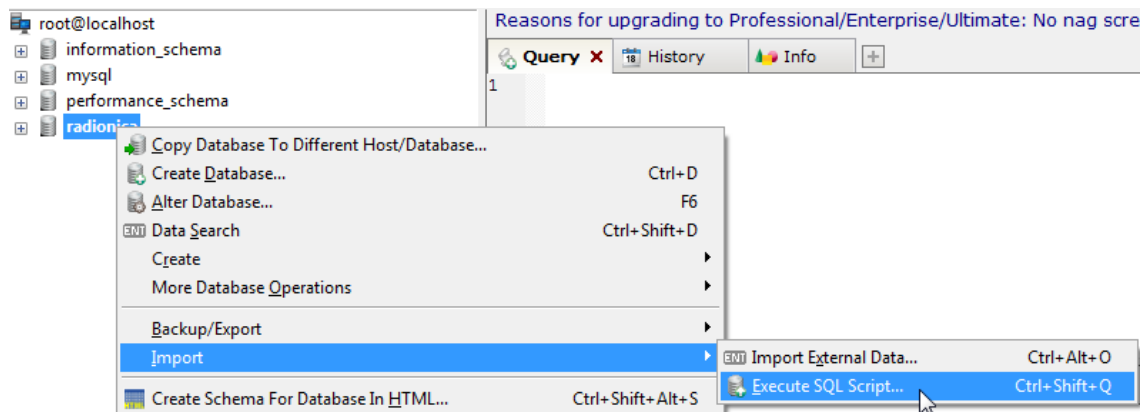 root@localhost
information_schema
mysql
performance_schema
radionica
Reasons for upgrading to Professional/Enterprise/Ultimate: No nag scre
Query History Info
1
Copy Database To Different Host/Database...
Create Database... Ctrl+D
Alter Database... F6
ENT Data Search Ctrl+Shift+D
Create
More Database Operations
Backup/Export
Import
Create Schema For Database In HTML... Ctrl+Shift+Alt+S
ENT Import External Data... Ctrl+Alt+O
Execute SQL Script... Ctrl+Shift+Q